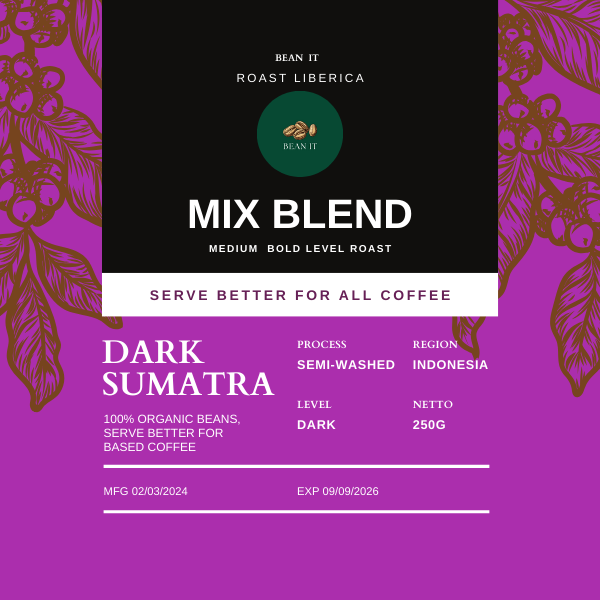 BEAN IT
ROAST LIBERICA
BEAN IT
MIX BLEND
MEDIUM BOLD LEVEL ROAST
SERVE BETTER FOR ALL COFFEE
DARK
SUMATRA
100% ORGANIC BEANS,
SERVE BETTER FOR
BASED COFFEE
PROCESS
SEMI-WASHED
REGION
INDONESIA
LEVEL
DARK
NETTO
250G
MFG 02/03/2024
EXP 09/09/2026